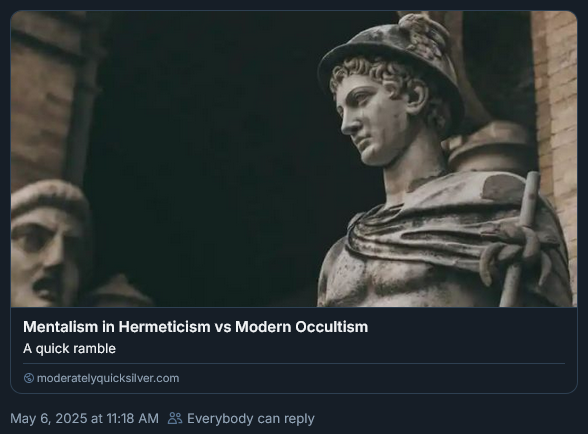 Mentalism in Hermeticism vs Modern Occultism
A quick ramble
moderatelyquicksilver.com
May 6, 2025 at 11:18 AM Everybody can reply